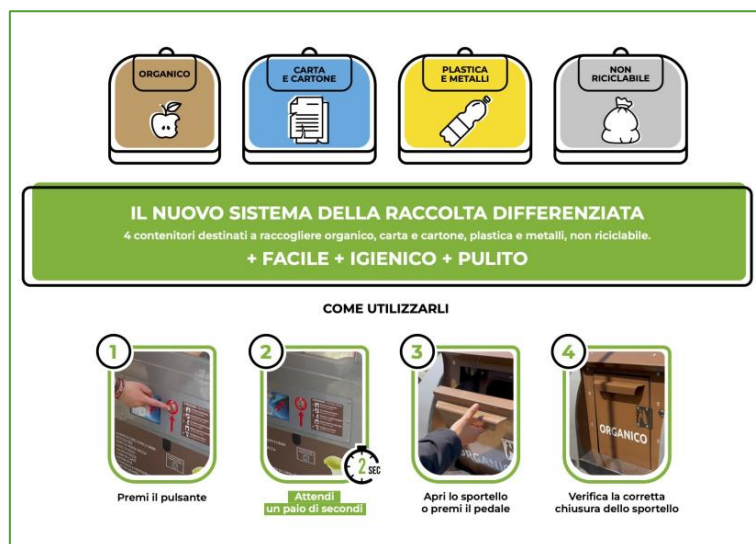 ORGANICO
CARTA
E CARTONE
PLASTICA
E METALLI
NON
RICICLABILE
IL NUOVO SISTEMA DELLA RACCOLTA DIFFERENZIATA
4 contenitori destinati a raccogliere organico, carta e cartone, plastica e metalli, non riciclabile.
+ FACILE + IGIENICO + PULITO
COME UTILIZZARLI
1
2
3
4
2 SEC
ORGANICO
Premi il pulsante
Attendi
un paio di secondi
Apri lo sportello
o premi il pedale
Verifica la corretta
chiusura dello sportello